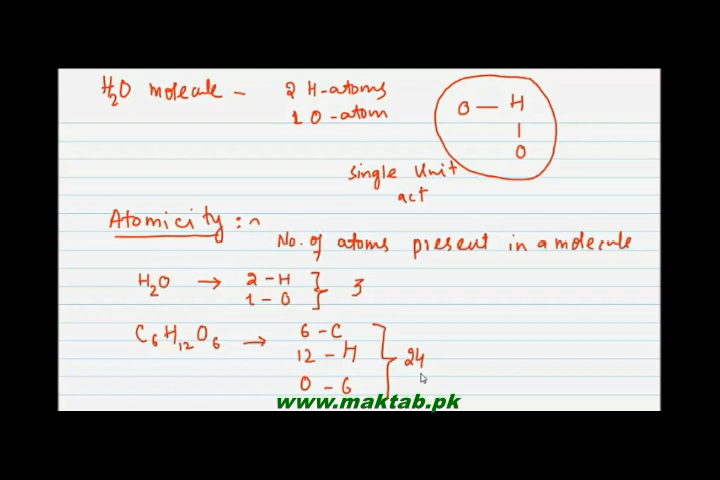 H₂O molecule - 2 H-atoms
1 O-atom
O — H
|
O
Single Unit
act
Atomicity :~
No. of atoms present in a molecule
H₂O → 2 - H
1 - O } 3
C₆H₁₂O₆ → 6 - C
12 - H } 24
O - 6
www.maktab.pk